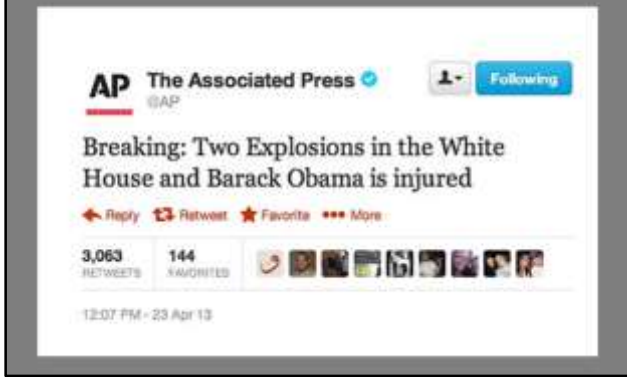 AP The Associated Press
@AP
Following
Breaking: Two Explosions in the White
House and Barack Obama is injured
Reply Retweet Favorite More
3,063 144
RETWEETS FAVORITES
12:07 PM - 23 Apr 13